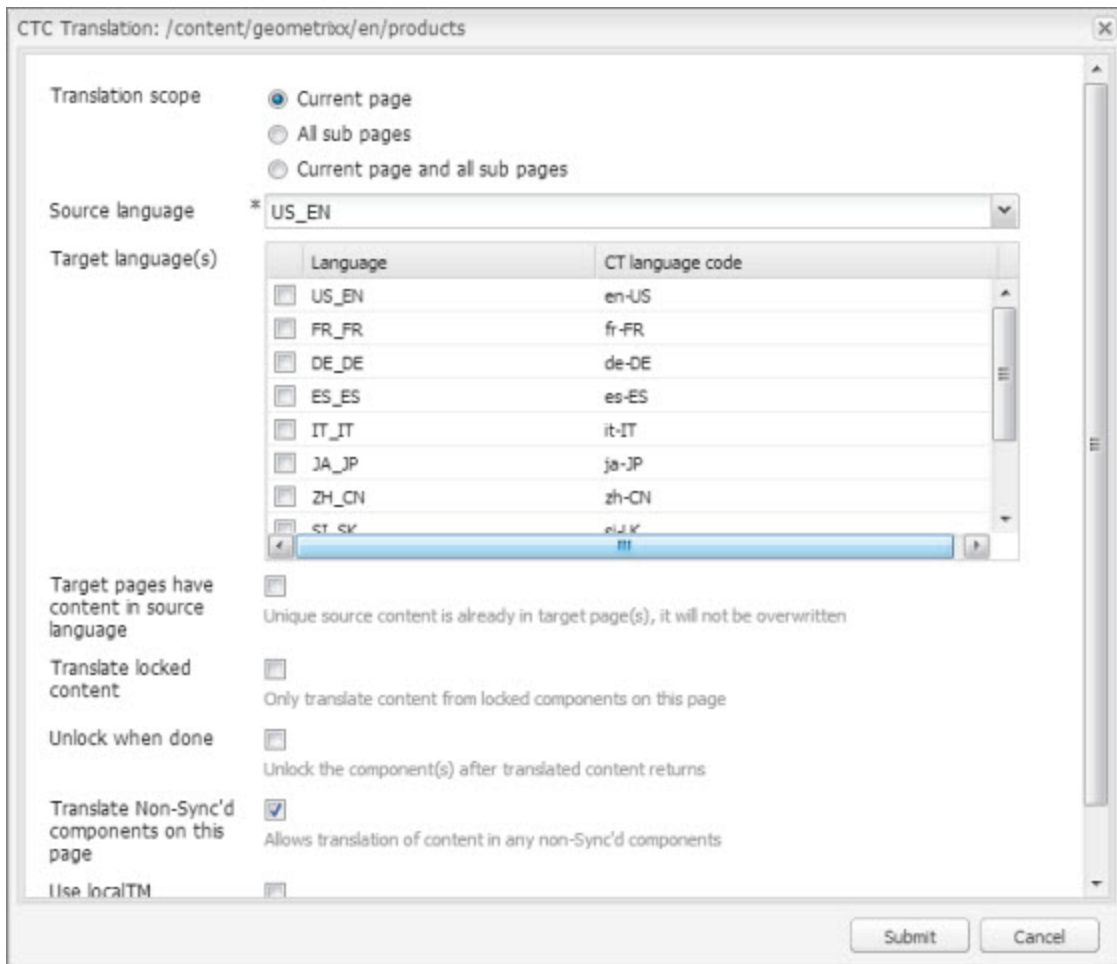 CTC Translation: /content/geometrixx/en/products
Translation scope
Current page
All sub pages
Current page and all sub pages
Source language
* US_EN
Target language(s)
Language CT language code
US_EN en-US
FR_FR fr-FR
DE_DE de-DE
ES_ES es-ES
IT_IT it-IT
JA_JP ja-JP
ZH_CN zh-CN
SI_SK si-LK
Target pages have
content in source
language
Unique source content is already in target page(s), it will not be overwritten
Translate locked
content
Only translate content from locked components on this page
Unlock when done
Unlock the component(s) after translated content returns
Translate Non-Sync'd
components on this
page
Allows translation of content in any non-Sync'd components
Use localTM
Submit Cancel